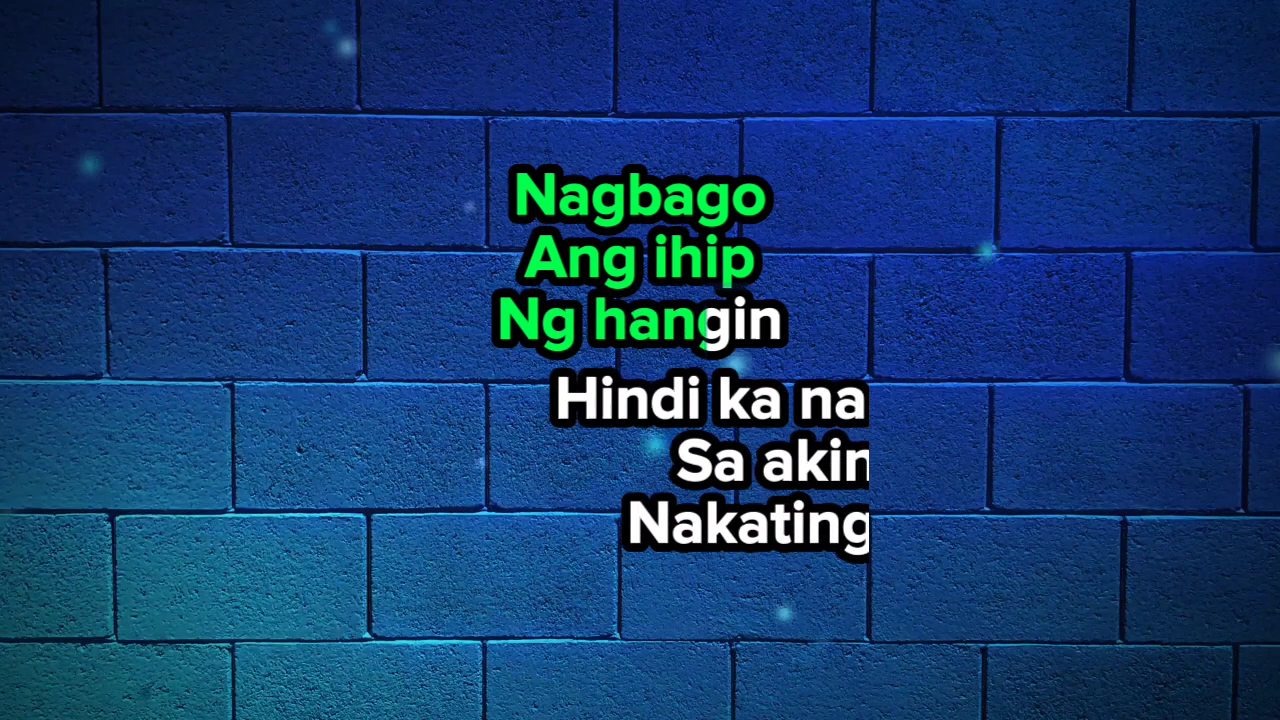 Nagbago
Ang ihip
Ng hangin
Hindi ka na
Sa akin
Nakating